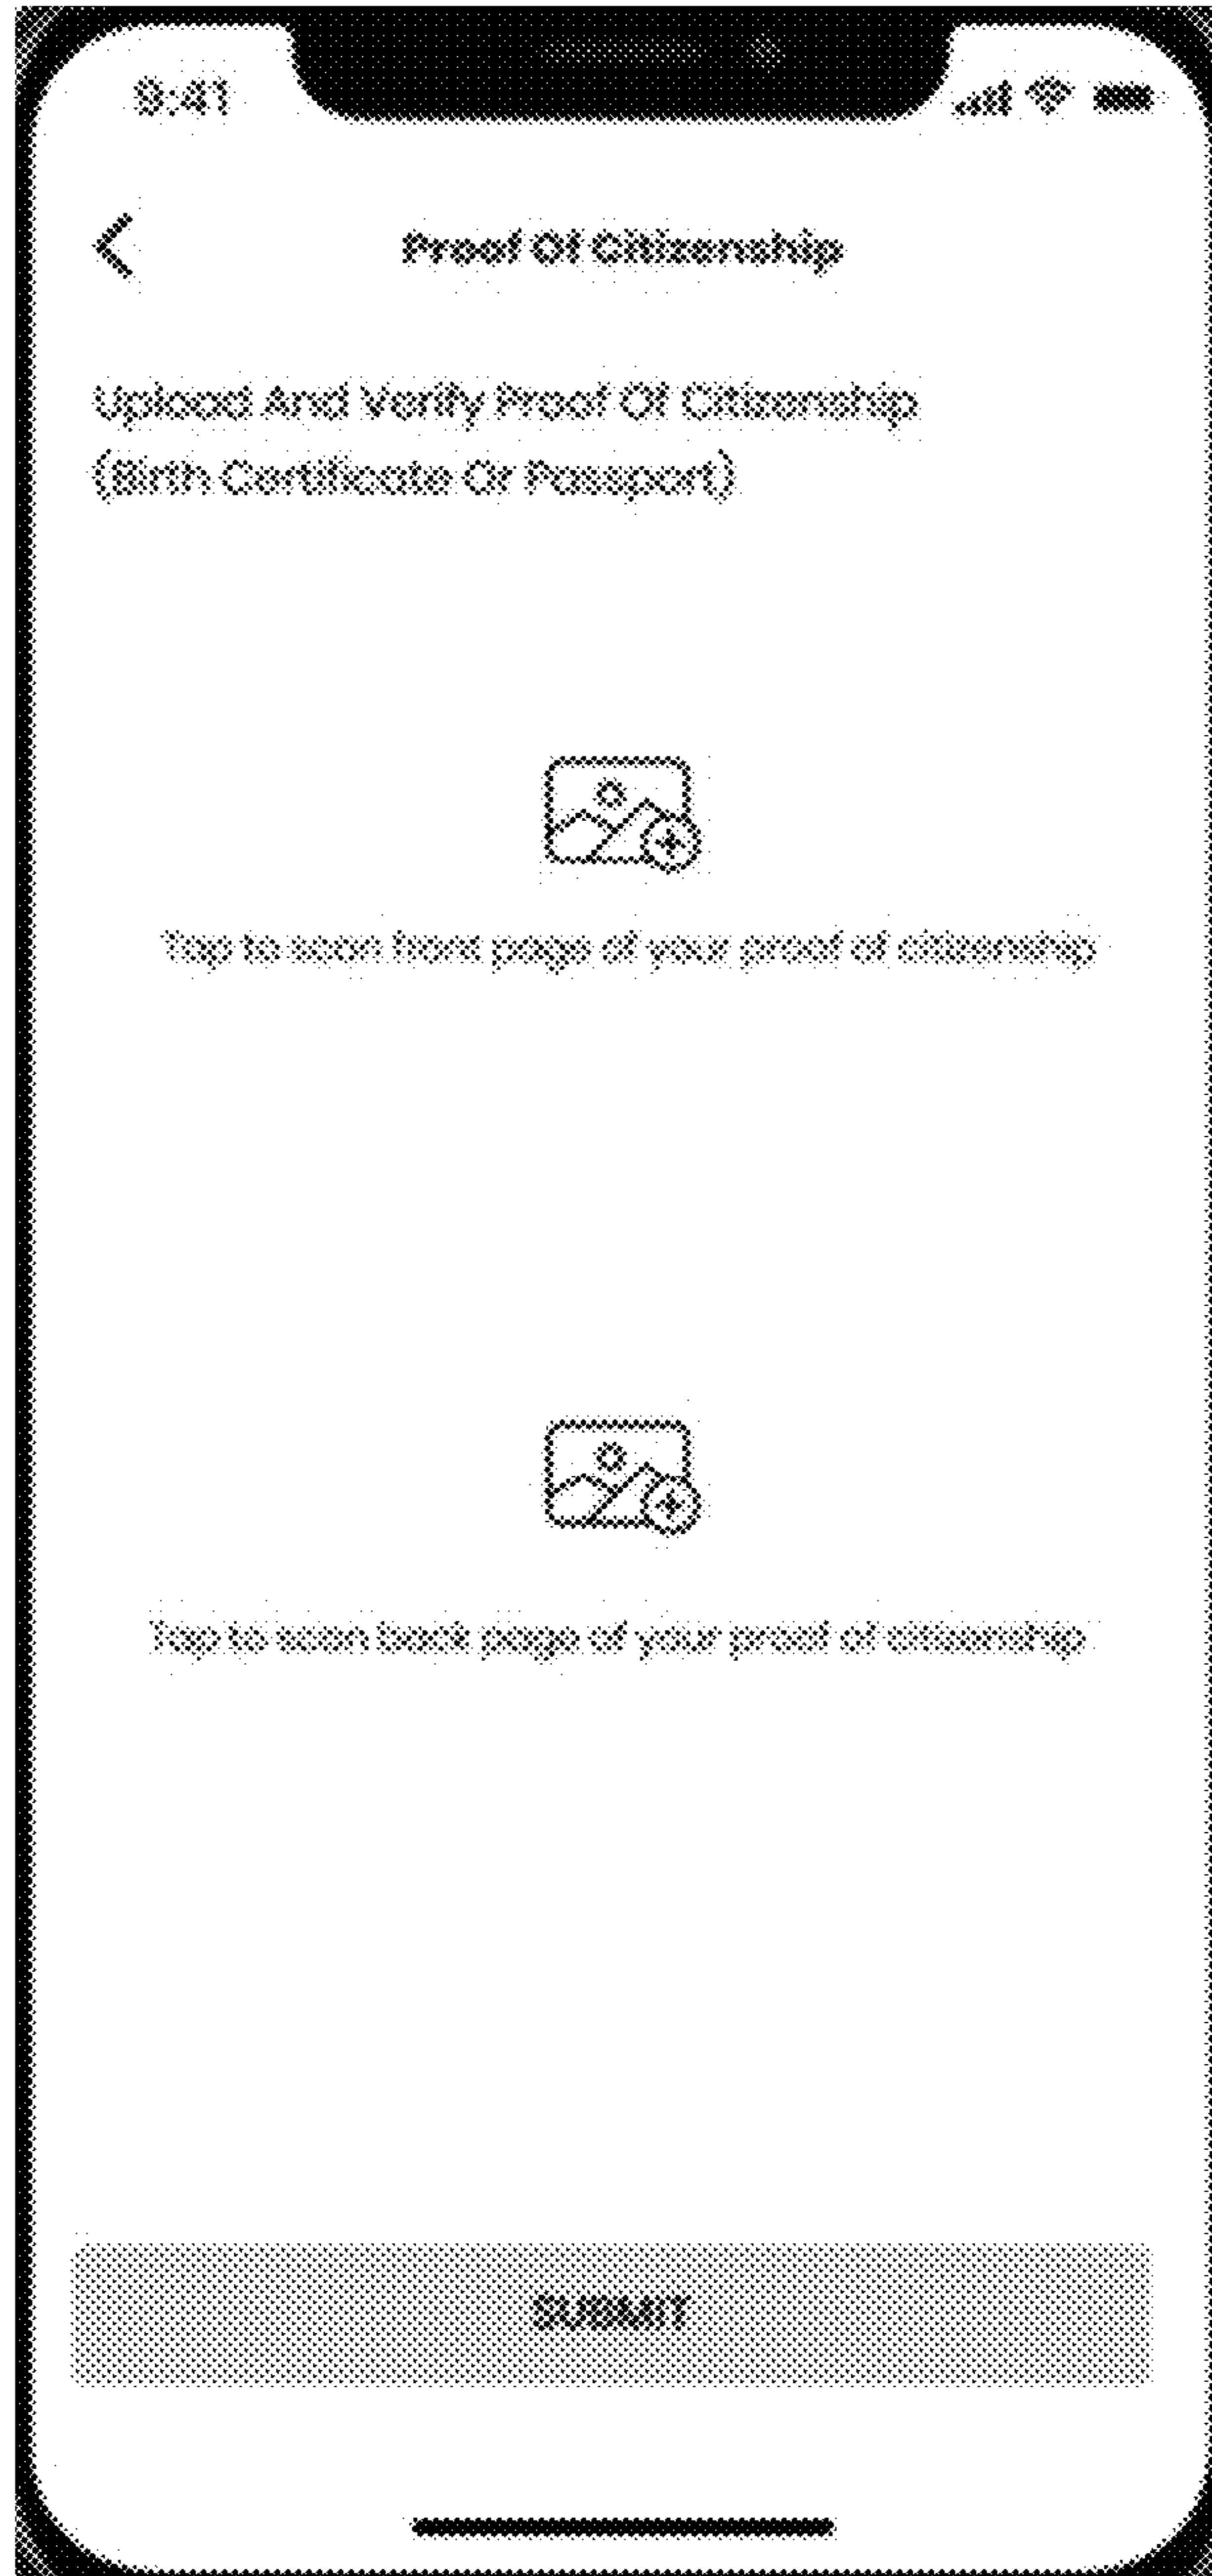 9:41
Proof Of Citizenship
Upload And Verify Proof Of Citizenship
(Birth Certificate Or Passport)
Tap to scan front page of your proof of citizenship
Tap to scan back page of your proof of citizenship
SUBMIT